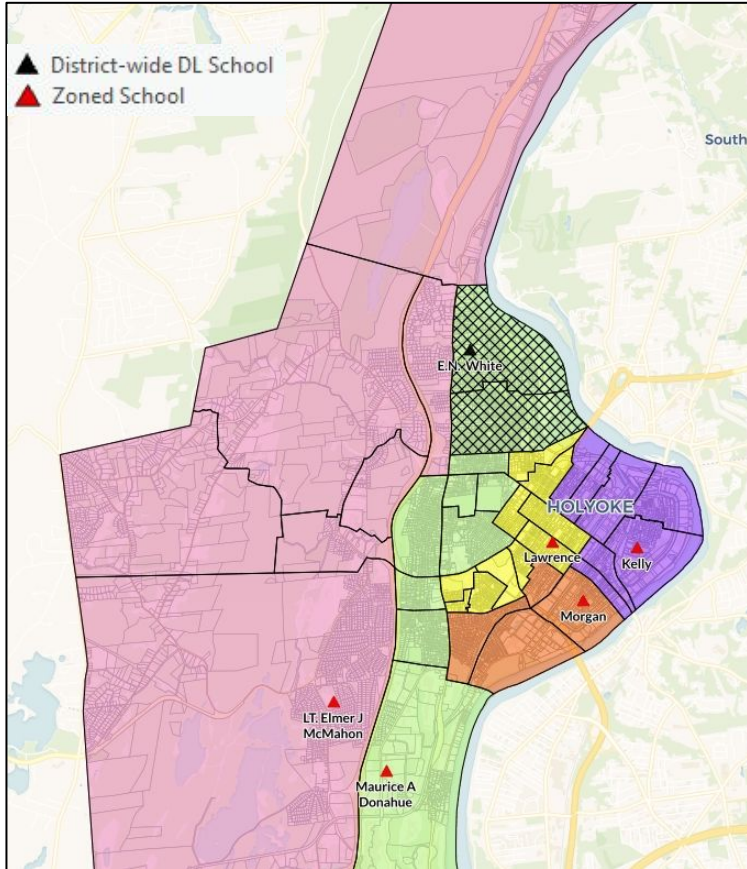 District-wide DL School
Zoned School
South
E.N. White
HOLYOKE
Lawrence
Kelly
Morgan
LT. Elmer J
McMahon
Maurice A
Donahue